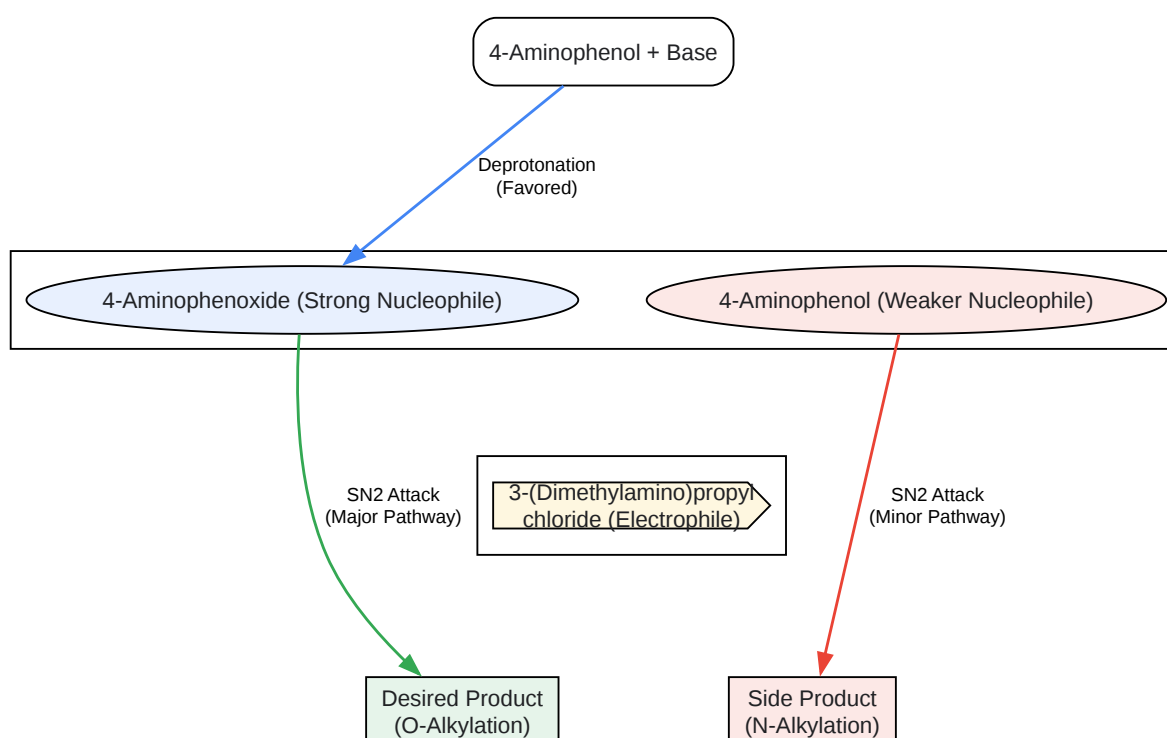 4-Aminophenol + Base
Deprotonation
(Favored)
4-Aminophenoxide (Strong Nucleophile)
4-Aminophenol (Weaker Nucleophile)
SN2 Attack
(Major Pathway)
3-(Dimethylamino)propyl
chloride (Electrophile)
SN2 Attack
(Minor Pathway)
Desired Product
(O-Alkylation)
Side Product
(N-Alkylation)